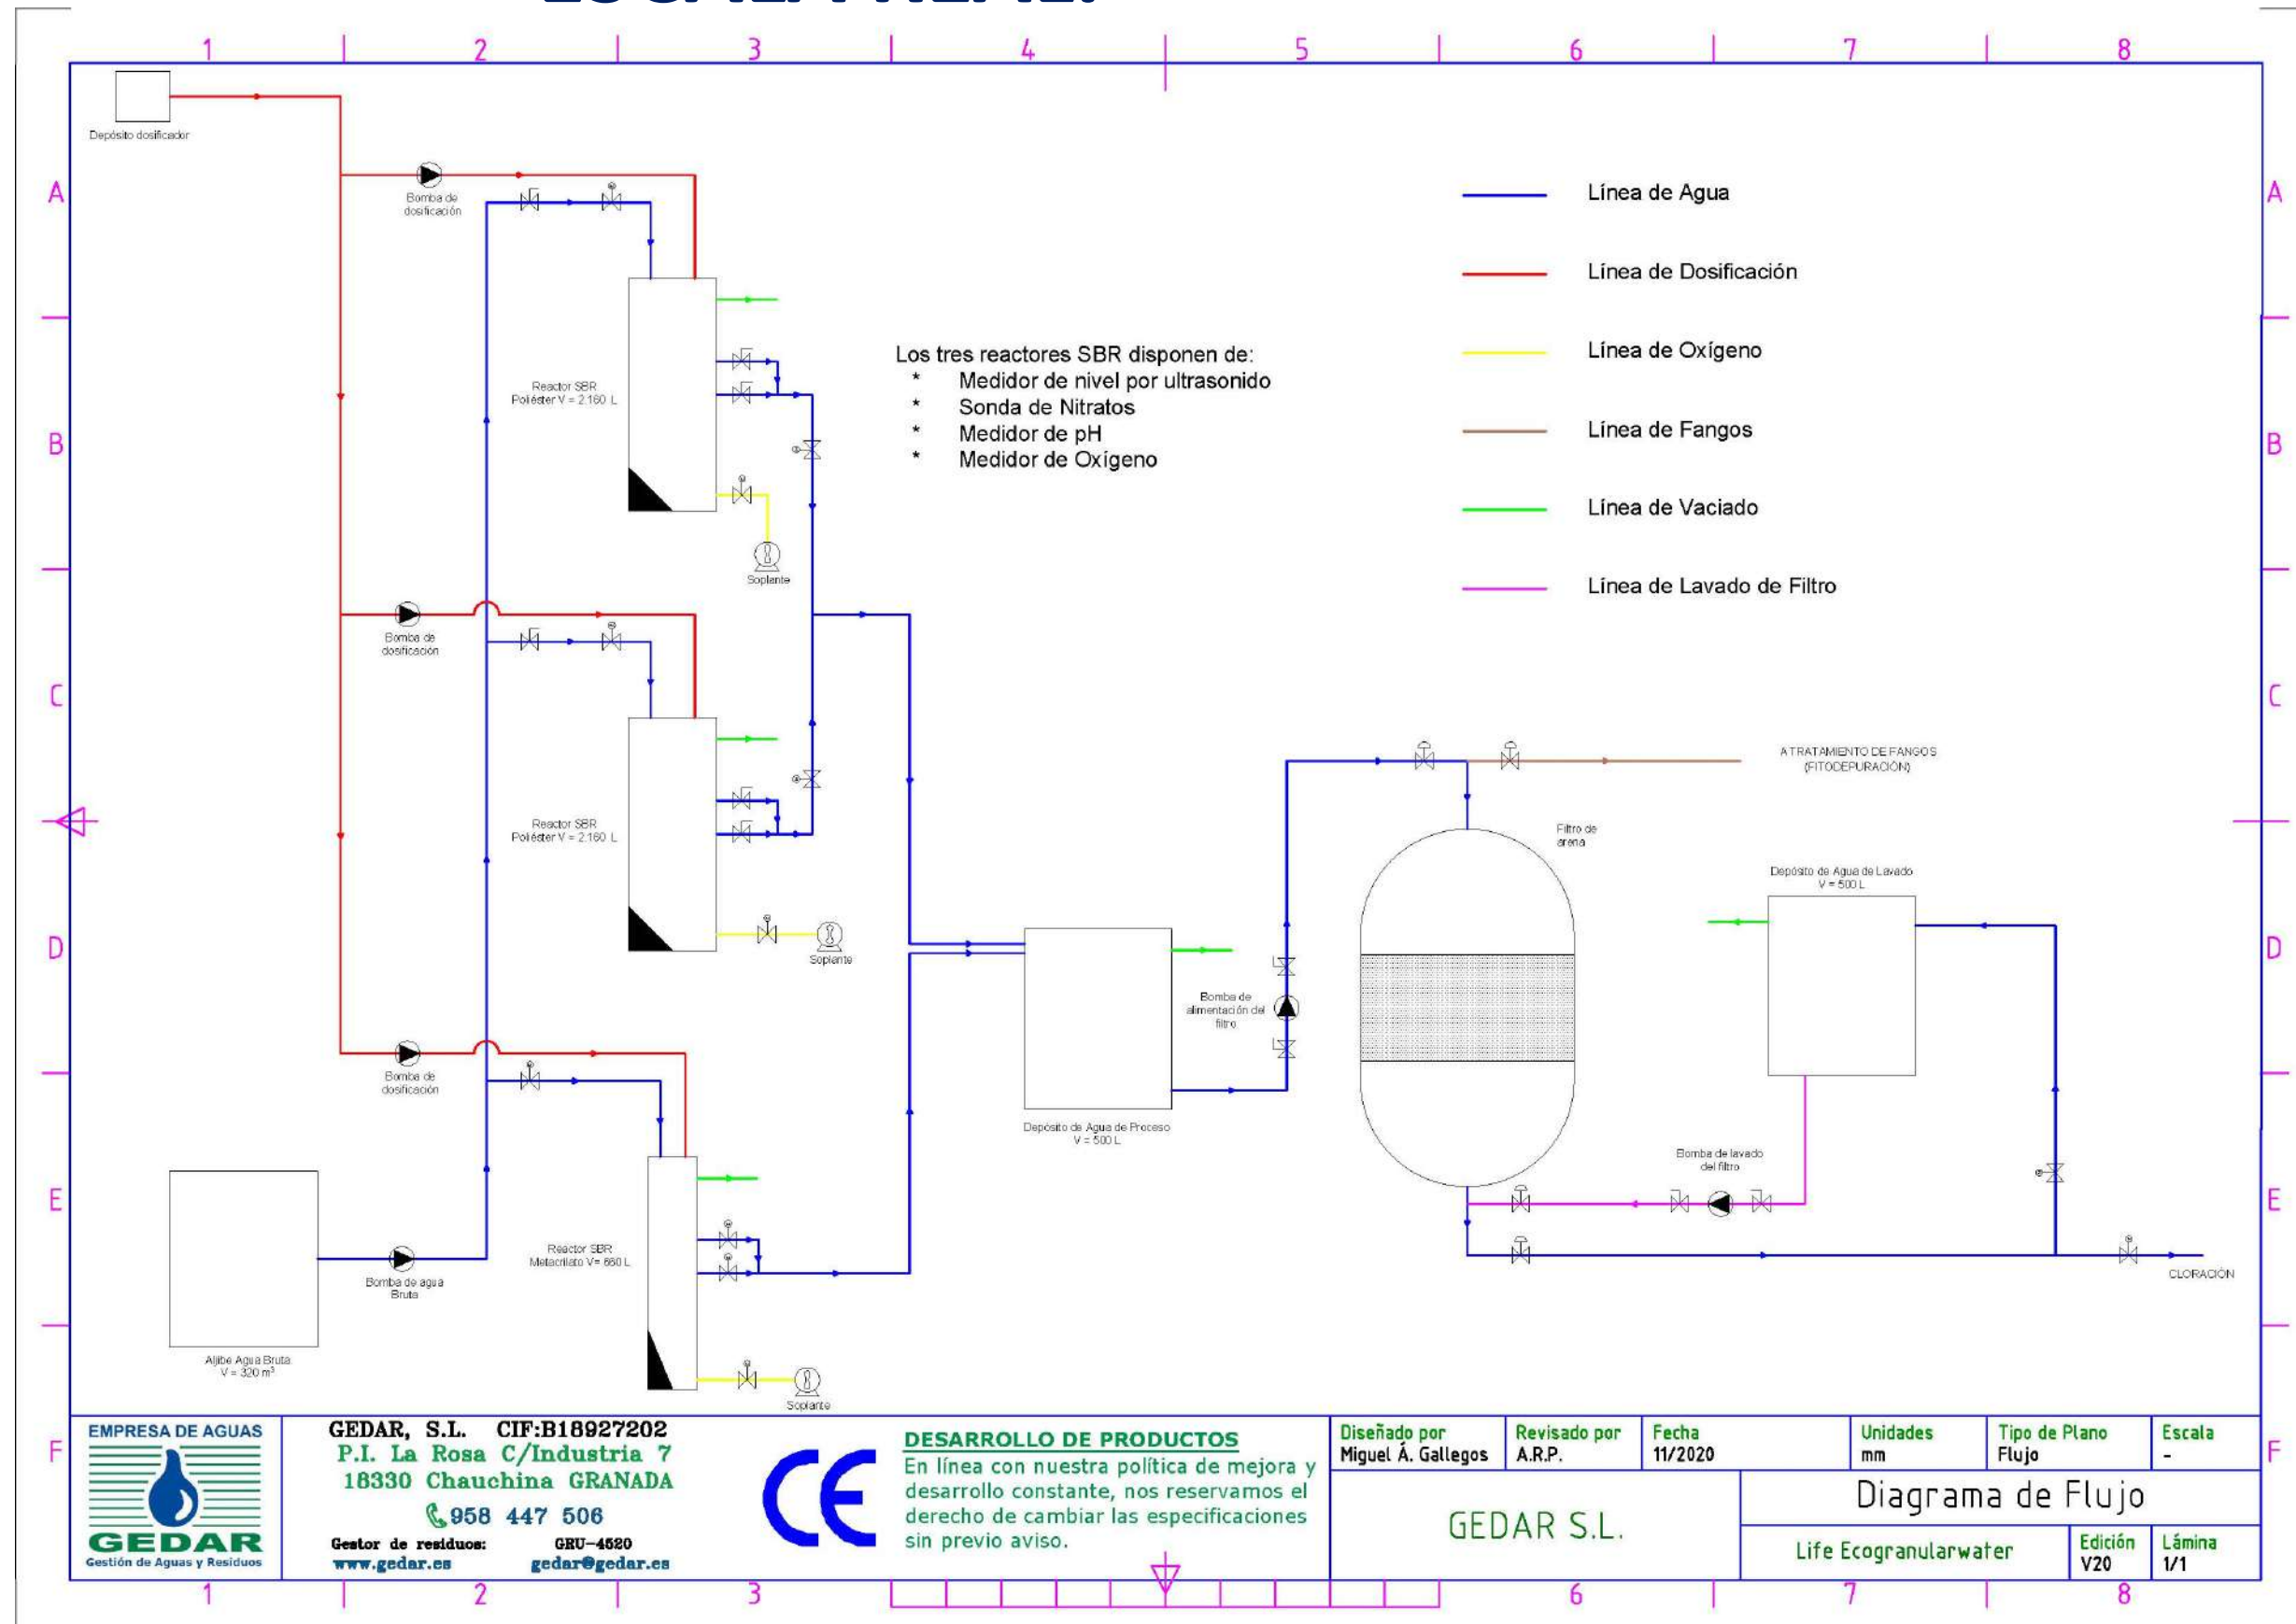 1 2 3 4 5 6 7 8
Depósito dosificador
A
Bomba de
dosificación
Línea de Agua
A
Línea de Dosificación
Los tres reactores SBR disponen de:
* Medidor de nivel por ultrasonido
* Sonda de Nitratos
* Medidor de pH
* Medidor de Oxígeno
Línea de Oxígeno
Reactor SBR
Poliéster V = 2.160 L
B
Línea de Fangos
B
Línea de Vaciado
Soplante
Línea de Lavado de Filtro
Bomba de
dosificación
C
C
A TRATAMIENTO DE FANGOS
(FITODEPURACIÓN)
Reactor SBR
Poliéster V = 2.160 L
Filtro de
arena
Depósito de Agua de Lavado
V = 500 L
D
Soplante
D
Bomba de
alimentación del
filtro
Bomba de
dosificación
Depósito de Agua de Proceso
V = 500 L
Bomba de lavado
del filtro
E
E
Reactor SBR
Metacrilato V= 660 L
Bomba de agua
Bruta
CLORACIÓN
Aljibe Agua Bruta
V = 320 m³
Soplante
F
EMPRESA DE AGUAS
GEDAR
Gestión de Aguas y Residuos
GEDAR, S.L. CIF:B18927202
P.I. La Rosa C/Industria 7
18330 Chauchina GRANADA
958 447 506
Gestor de residuos: GRU-4520
www.gedar.es gedar@gedar.es
CE
DESARROLLO DE PRODUCTOS
En línea con nuestra política de mejora y
desarrollo constante, nos reservamos el
derecho de cambiar las especificaciones
sin previo aviso.
Diseñado por
Miguel Á. Gallegos
Revisado por
A.R.P.
Fecha
11/2020
Unidades
mm
Tipo de Plano
Flujo
Escala
-
F
GEDAR S.L.
Diagrama de Flujo
Life Ecogranularwater
Edición
V20
Lámina
1/1
1 2 3 6 7 8